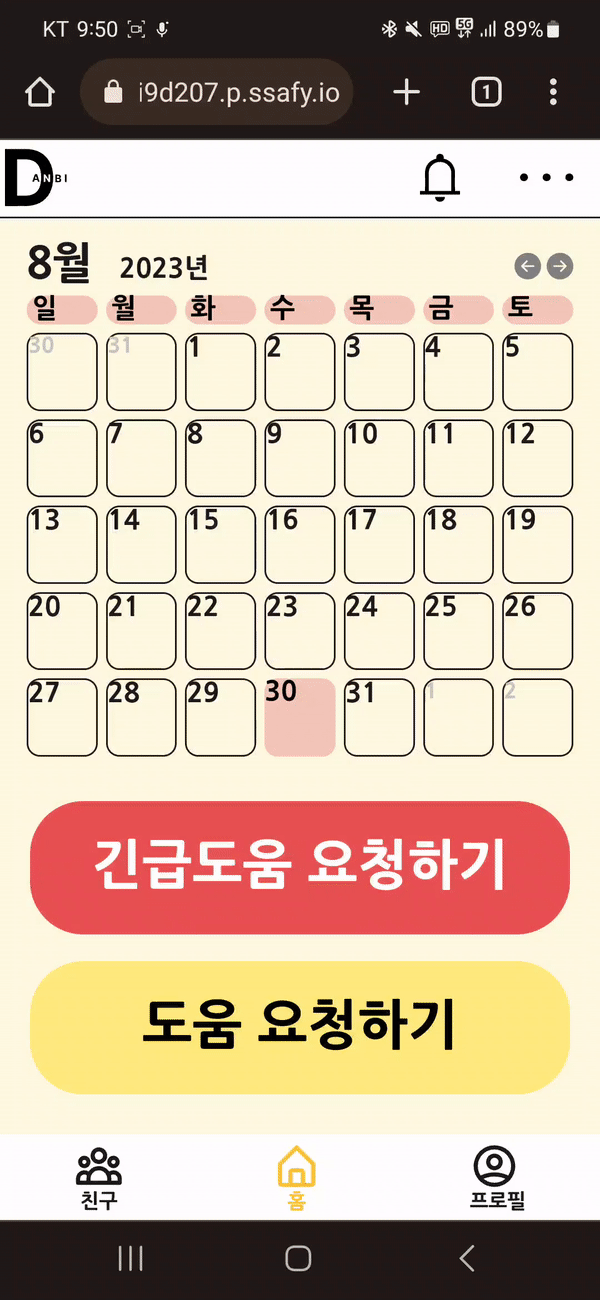 KT 9:50 HD 5G 89%
i9d207.p.ssafy.io 1
DANBI
8월 2023년
일 월 화 수 목 금 토
30 31 1 2 3 4 5
6 7 8 9 10 11 12
13 14 15 16 17 18 19
20 21 22 23 24 25 26
27 28 29 30 31 1 2
긴급도움 요청하기
도움 요청하기
친구 홈 프로필